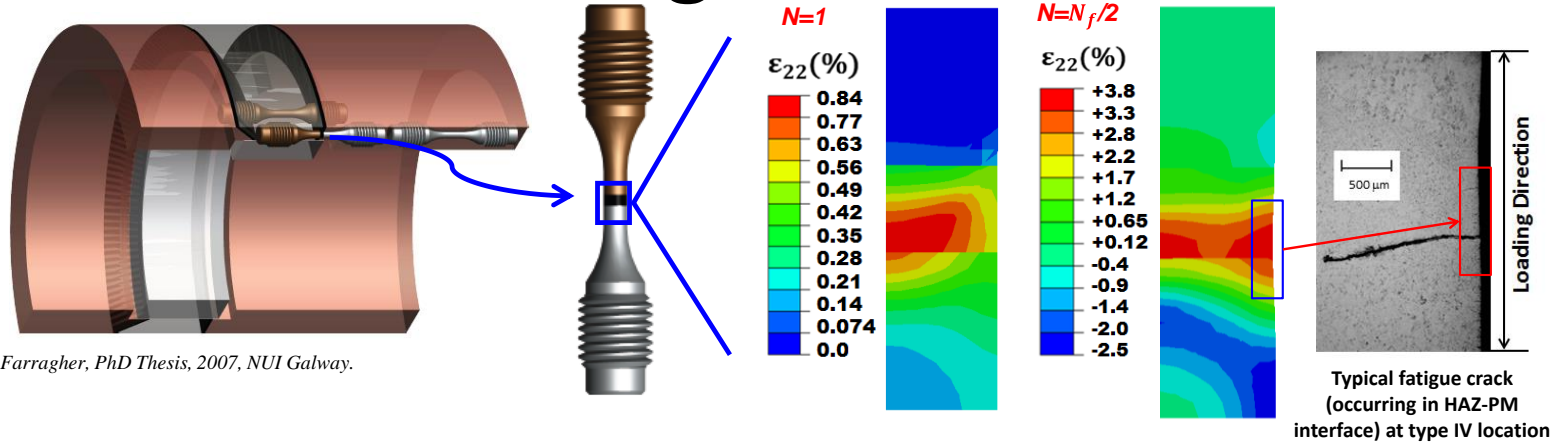 N=1
ε₂₂(%)
0.84
0.77
0.63
0.56
0.49
0.42
0.35
0.28
0.21
0.14
0.074
0.0
N=N𝑓/2
ε₂₂(%)
+3.8
+3.3
+2.8
+2.2
+1.7
+1.2
+0.65
+0.12
-0.4
-0.9
-1.4
-2.0
-2.5
500 µm
Loading Direction
Farragher, PhD Thesis, 2007, NUI Galway.
Typical fatigue crack
(occurring in HAZ-PM
interface) at type IV location